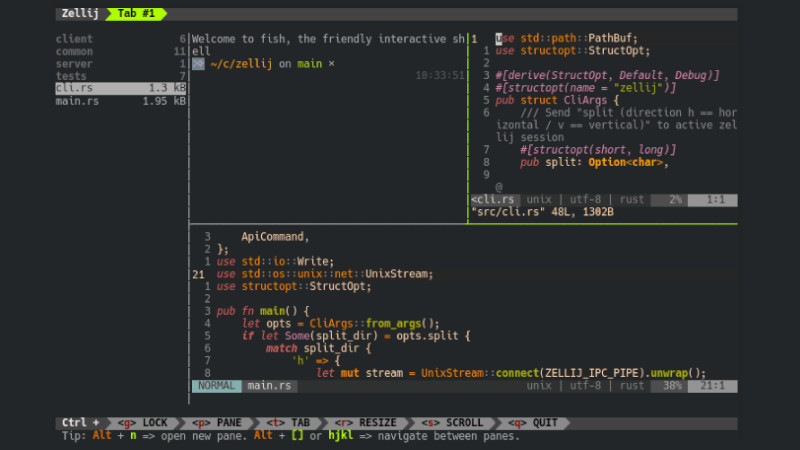 Zellij Tab #1
client 6
common 11
server 1
tests 7
cli.rs 1.3 kB
main.rs 1.95 kB
Welcome to fish, the friendly interactive sh
ell
~/c/zellij on main ×
10:33:51
1 use std::path::PathBuf;
1 use structopt::StructOpt;
2
3 #[derive(StructOpt, Default, Debug)]
4 #[structopt(name = "zellij")]
5 pub struct CliArgs {
6 /// Send "split (direction h == hor
izontal / v == vertical)" to active zel
lij session
7 #[structopt(short, long)]
8 pub split: Option<char>,
9
@
<cli.rs unix | utf-8 | rust 2% 1:1
"src/cli.rs" 48L, 1302B
3 ApiCommand,
2 };
1 use std::io::Write;
21 use std::os::unix::net::UnixStream;
1 use structopt::StructOpt;
2
3 pub fn main() {
4 let opts = CliArgs::from_args();
5 if let Some(split_dir) = opts.split {
6 match split_dir {
7 'h' => {
8 let mut stream = UnixStream::connect(ZELLIJ_IPC_PIPE).unwrap();
NORMAL main.rs unix | utf-8 | rust 38% 21:1
Ctrl + <g> LOCK <p> PANE <t> TAB <r> RESIZE <s> SCROLL <q> QUIT
Tip: Alt + n => open new pane. Alt + [] or hjkl => navigate between panes.